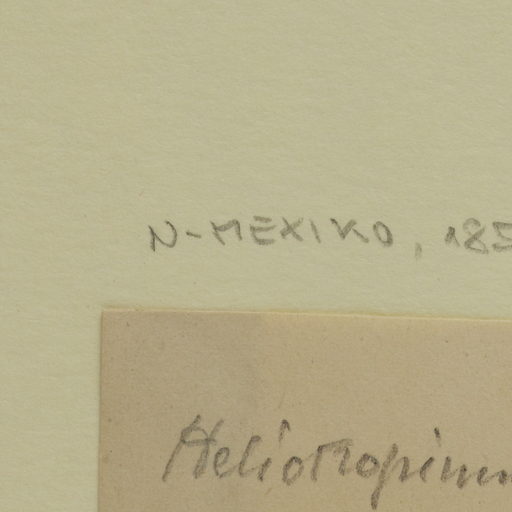 N-MEXIKO, 185
Heliotropium